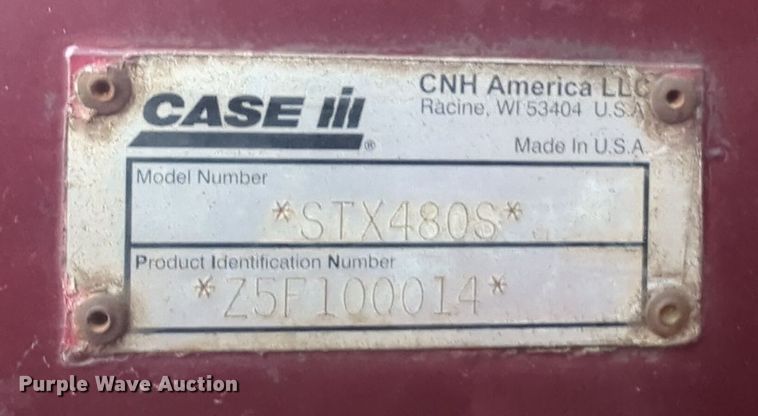 CASE IH ®
CNH America LLC
Racine, WI 53404 U.S.A
Made In U.S.A.
Model Number
*STX480S*
Product Identification Number
*Z5F100014*
Purple Wave Auction